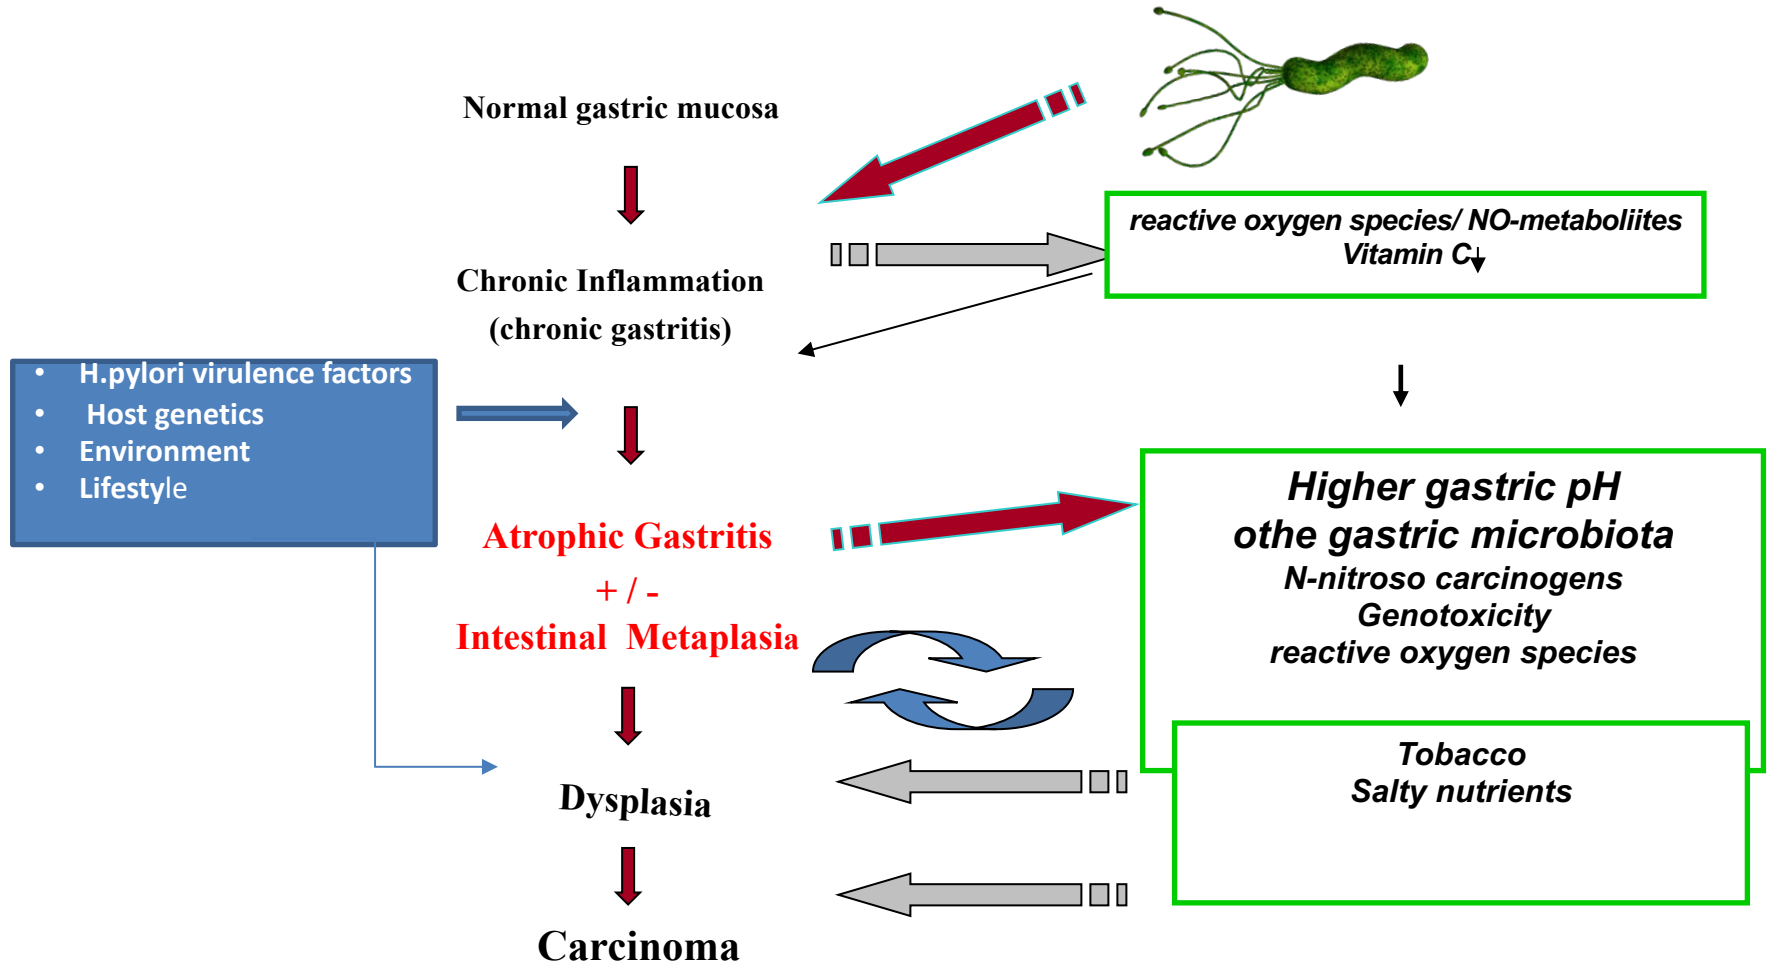 Normal gastric mucosa
reactive oxygen species/ NO-metaboliites
Vitamin C
Chronic Inflammation
(chronic gastritis)
• H.pylori virulence factors
• Host genetics
• Environment
• Lifestyle
Atrophic Gastritis
+ / -
Intestinal Metaplasia
Higher gastric pH
othe gastric microbiota
N-nitroso carcinogens
Genotoxicity
reactive oxygen species
Tobacco
Salty nutrients
Dysplasia
Carcinoma